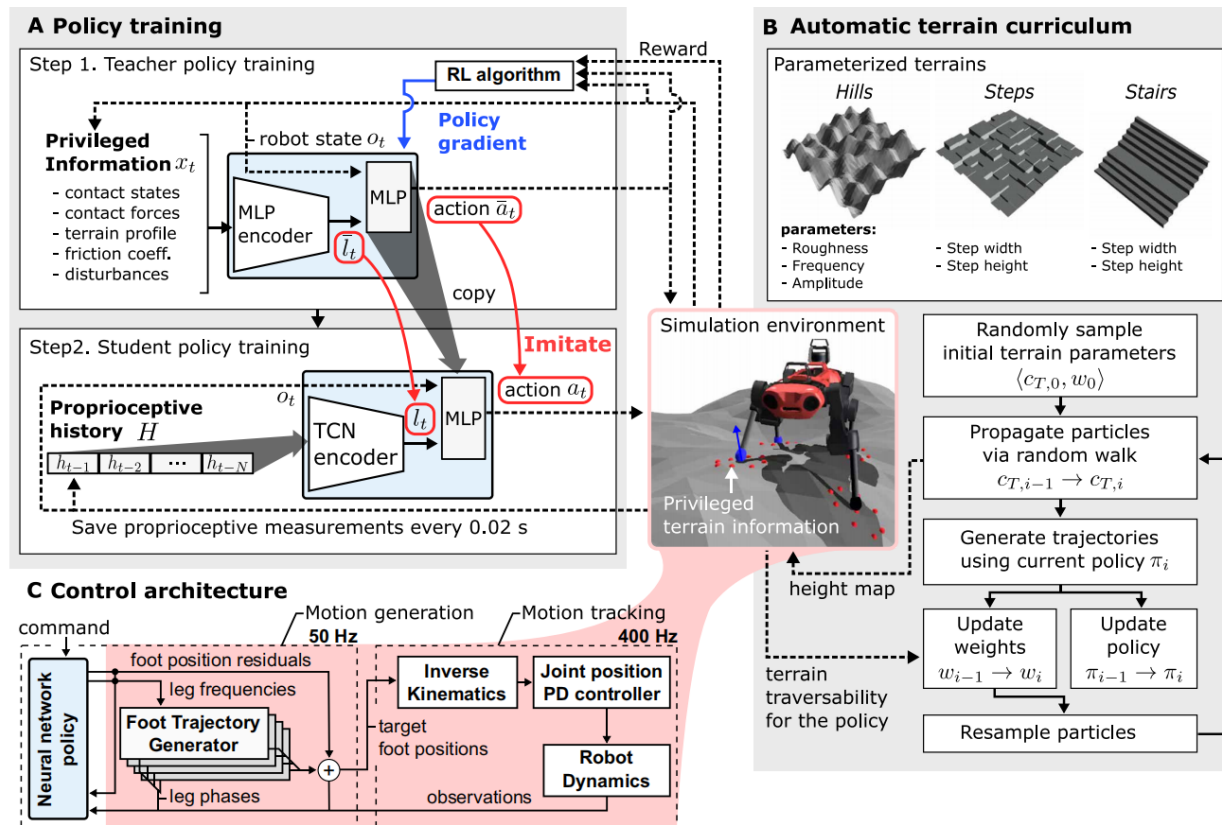 A Policy training
Step 1. Teacher policy training
Reward
RL algorithm
Policy
gradient
robot state o_t
Privileged
Information x_t
- contact states
- contact forces
- terrain profile
- friction coeff.
- disturbances
MLP
encoder
MLP
l̄_t
action ā_t
copy
Step2. Student policy training
Imitate
o_t
action a_t
Proprioceptive
history H
h_{t−1} h_{t−2} ... h_{t−N}
TCN
encoder
l_t
MLP
Save proprioceptive measurements every 0.02 s
Simulation environment
Privileged
terrain information
B Automatic terrain curriculum
Parameterized terrains
Hills
Steps
Stairs
parameters:
- Roughness
- Frequency
- Amplitude
- Step width
- Step height
- Step width
- Step height
Randomly sample
initial terrain parameters
⟨c_{T,0}, w_0⟩
Propagate particles
via random walk
c_{T,i−1} → c_{T,i}
Generate trajectories
using current policy π_i
height map
Update
weights
w_{i−1} → w_i
Update
policy
π_{i−1} → π_i
terrain
traversability
for the policy
Resample particles
C Control architecture
command
Motion generation
50 Hz
Motion tracking
400 Hz
Neural network
policy
foot position residuals
leg frequencies
Foot Trajectory
Generator
leg phases
+
target
foot positions
Inverse
Kinematics
Joint position
PD controller
Robot
Dynamics
observations